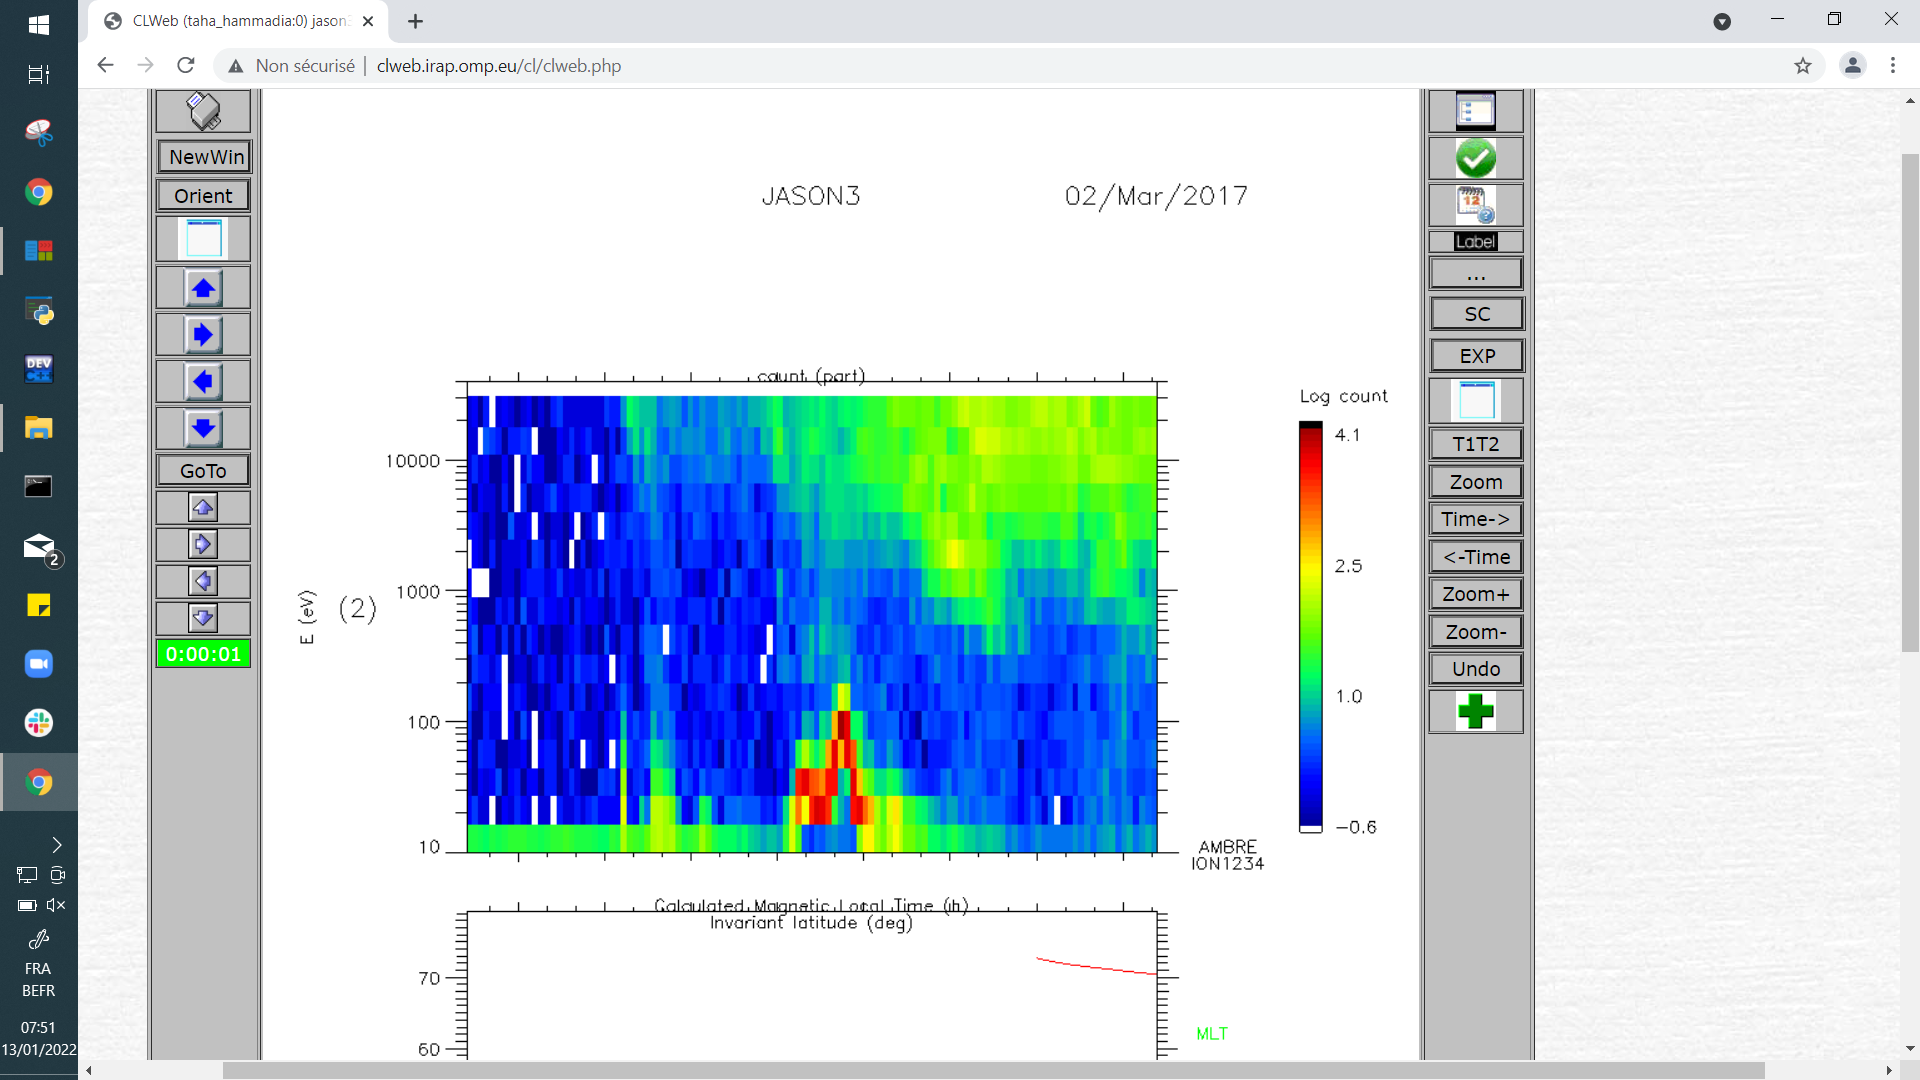 CLWeb (taha_hammadia:0) jason3
Non sécurisé
clweb.irap.omp.eu/cl/clweb.php
NewWin
Orient
GoTo
0:00:01
JASON3
02/Mar/2017
count (part)
10000
1000
100
10
E (eV)
(2)
Log count
4.1
2.5
1.0
-0.6
AMBRE
ION1234
Calculated Magnetic Local Time (h)
Invariant latitude (deg)
70
60
MLT
12
Label
...
SC
EXP
T1T2
Zoom
Time->
<-Time
Zoom+
Zoom-
Undo
DEV
C++
2
FRA
BEFR
07:51
13/01/2022